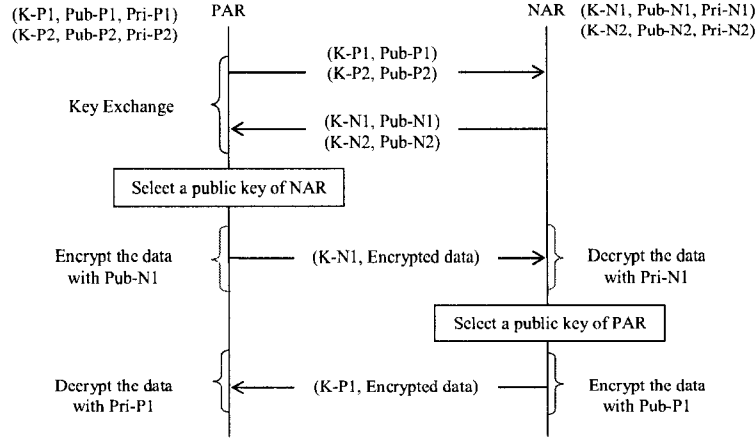 (K-P1, Pub-P1, Pri-P1)
(K-P2, Pub-P2, Pri-P2)
PAR
NAR
(K-N1, Pub-N1, Pri-N1)
(K-N2, Pub-N2, Pri-N2)
(K-P1, Pub-P1)
(K-P2, Pub-P2)
Key Exchange
(K-N1, Pub-N1)
(K-N2, Pub-N2)
Select a public key of NAR
Encrypt the data
with Pub-N1
(K-N1, Encrypted data)
Decrypt the data
with Pri-N1
Select a public key of PAR
Decrypt the data
with Pri-P1
(K-P1, Encrypted data)
Encrypt the data
with Pub-P1